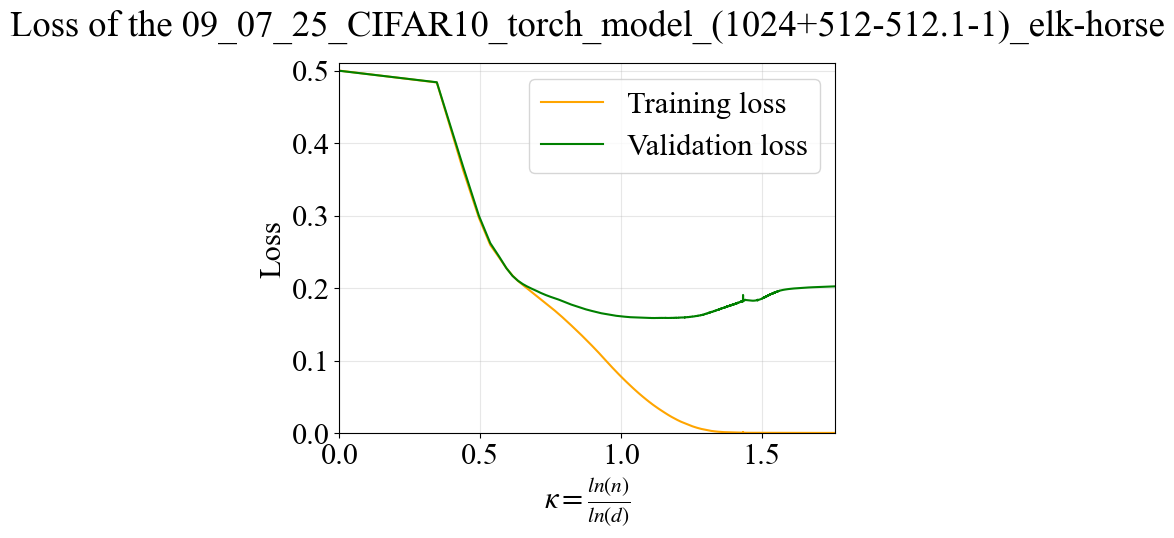 Loss of the 09_07_25_CIFAR10_torch_model_(1024+512-512.1-1)_elk-horse
0.5
0.4
0.3
0.2
0.1
0.0
Loss
Training loss
Validation loss
0.0 0.5 1.0 1.5
κ = ln(n)/ln(d)